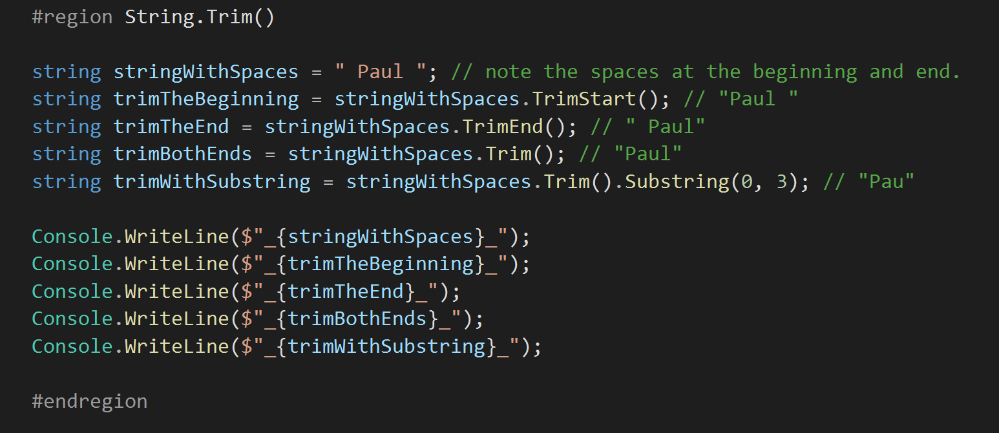 #region String.Trim()
string stringWithSpaces = " Paul "; // note the spaces at the beginning and end.
string trimTheBeginning = stringWithSpaces.TrimStart(); // "Paul "
string trimTheEnd = stringWithSpaces.TrimEnd(); // " Paul"
string trimBothEnds = stringWithSpaces.Trim(); // "Paul"
string trimWithSubstring = stringWithSpaces.Trim().Substring(0, 3); // "Pau"
Console.WriteLine($"_{stringWithSpaces}_");
Console.WriteLine($"_{trimTheBeginning}_");
Console.WriteLine($"_{trimTheEnd}_");
Console.WriteLine($"_{trimBothEnds}_");
Console.WriteLine($"_{trimWithSubstring}_");
#endregion